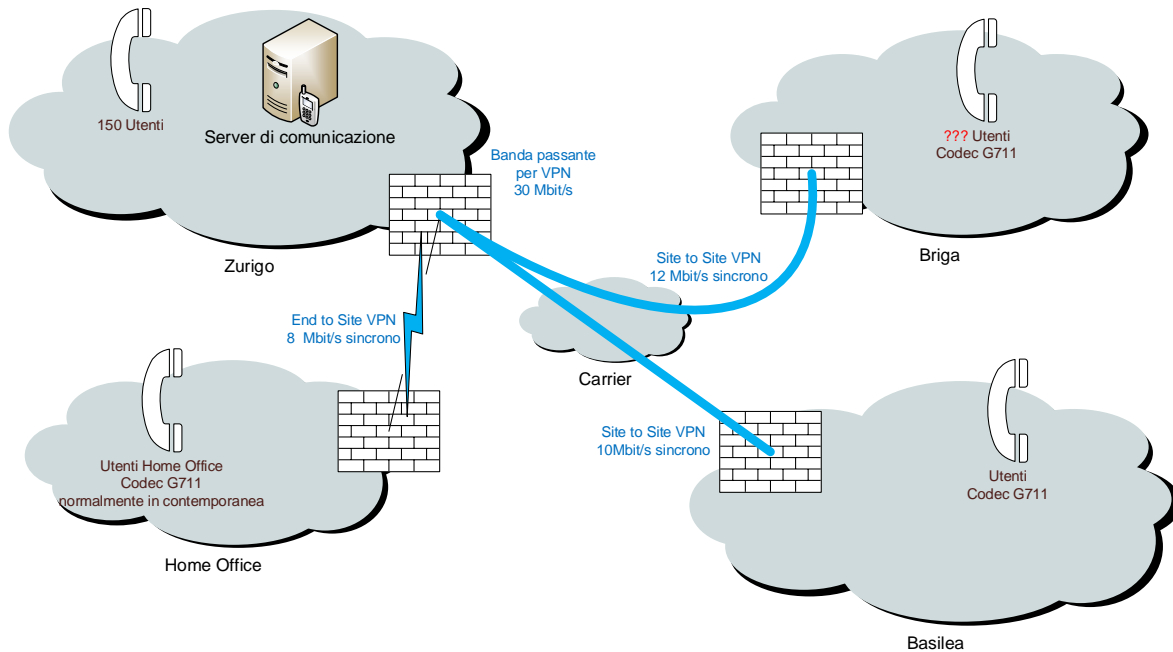 150 Utenti
Server di comunicazione
Zurigo
Banda passante
per VPN
30 Mbit/s
??? Utenti
Codec G711
Briga
Site to Site VPN
12 Mbit/s sincrono
End to Site VPN
8 Mbit/s sincrono
Carrier
Utenti Home Office
Codec G711
normalmente in contemporanea
Home Office
Site to Site VPN
10Mbit/s sincrono
Utenti
Codec G711
Basilea